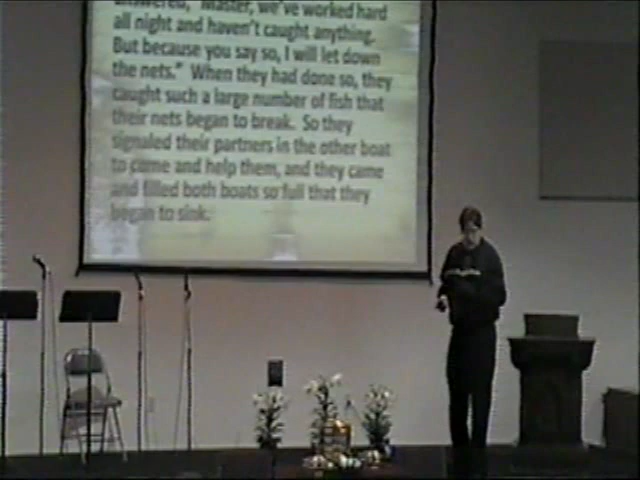 answered, "Master, we've worked hard
all night and haven't caught anything.
But because you say so, I will let down
the nets." When they had done so, they
caught such a large number of fish that
their nets began to break. So they
signaled their partners in the other boat
to come and help them, and they came
and filled both boats so full that they
began to sink.